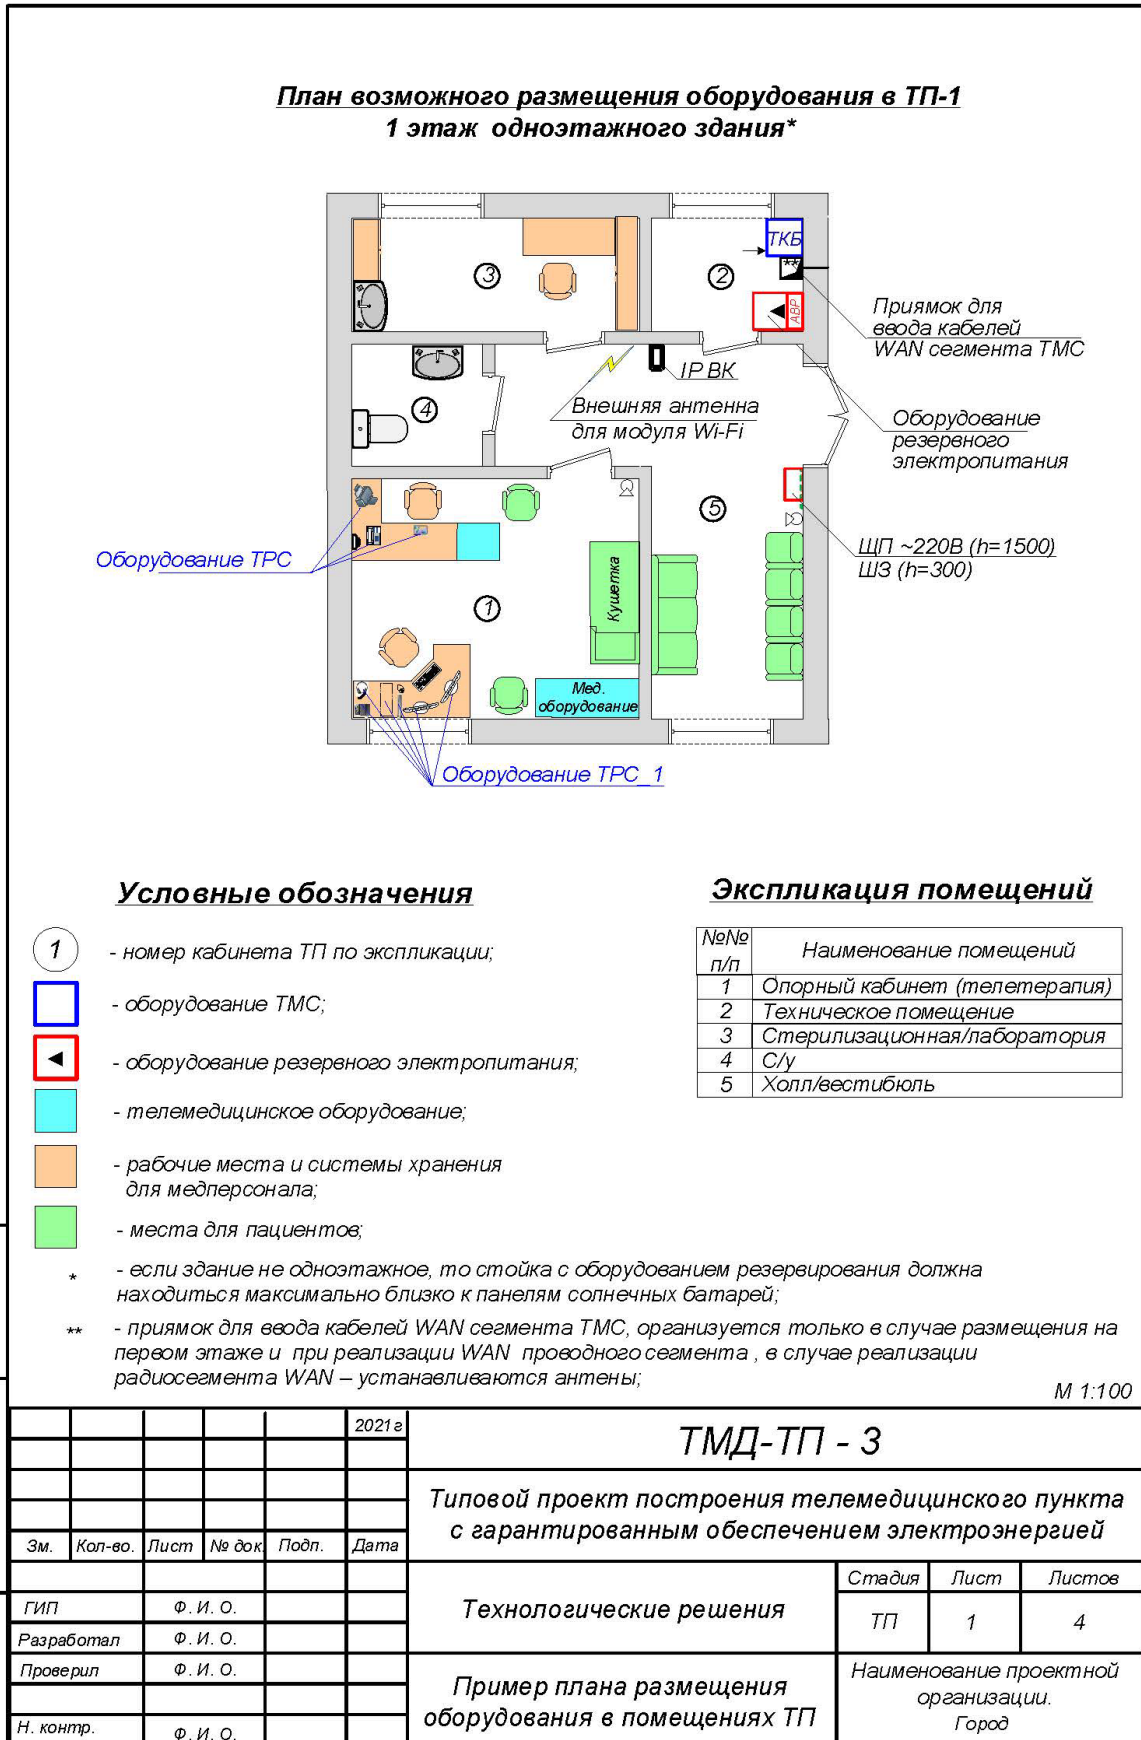 План возможного размещения оборудования в ТП-1
1 этаж одноэтажного здания*
ТКБ
3
2
**
АВР
Приямок для
ввода кабелей
WAN сегмента ТМС
IP ВК
4
Внешняя антенна
для модуля Wi-Fi
Оборудование
резервного
электропитания
5
Оборудование ТРС
ЩП ~220В (h=1500)
ШЗ (h=300)
Кушетка
1
Мед.
оборудование
Оборудование ТРС_1
Условные обозначения
1 - номер кабинета ТП по экспликации;
- оборудование ТМС;
- оборудование резервного электропитания;
- телемедицинское оборудование;
- рабочие места и системы хранения
для медперсонала;
- места для пациентов;
Экспликация помещений
№№ п/п Наименование помещений
1 Опорный кабинет (телетерапия)
2 Техническое помещение
3 Стерилизационная/лаборатория
4 С/у
5 Холл/вестибюль
* - если здание не одноэтажное, то стойка с оборудованием резервирования должна
находиться максимально близко к панелям солнечных батарей;
** - приямок для ввода кабелей WAN сегмента ТМС, организуется только в случае размещения на
первом этаже и при реализации WAN проводного сегмента , в случае реализации
радиосегмента WAN – устанавливаются антены;
М 1:100
2021г
ТМД-ТП - 3
Типовой проект построения телемедицинского пункта
с гарантированным обеспечением электроэнергией
Зм. Кол-во. Лист № док. Подп. Дата
Технологические решения
Стадия Лист Листов
ТП 1 4
ГИП Ф. И. О.
Разработал Ф. И. О.
Проверил Ф. И. О.
Н. контр. Ф. И. О.
Пример плана размещения
оборудования в помещениях ТП
Наименование проектной
организации.
Город